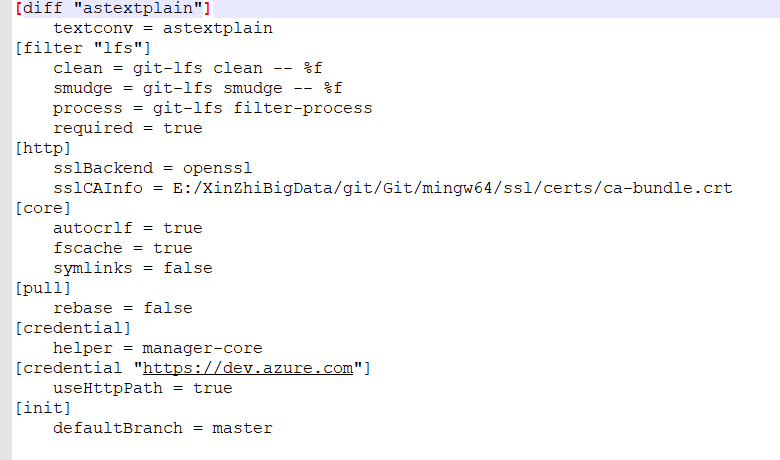 [diff "astextplain"]
    textconv = astextplain
[filter "lfs"]
    clean = git-lfs clean -- %f
    smudge = git-lfs smudge -- %f
    process = git-lfs filter-process
    required = true
[http]
    sslBackend = openssl
    sslCAInfo = E:/XinZhiBigData/git/Git/mingw64/ssl/certs/ca-bundle.crt
[core]
    autocrlf = true
    fscache = true
    symlinks = false
[pull]
    rebase = false
[credential]
    helper = manager-core
[credential "https://dev.azure.com"]
    useHttpPath = true
[init]
    defaultBranch = master